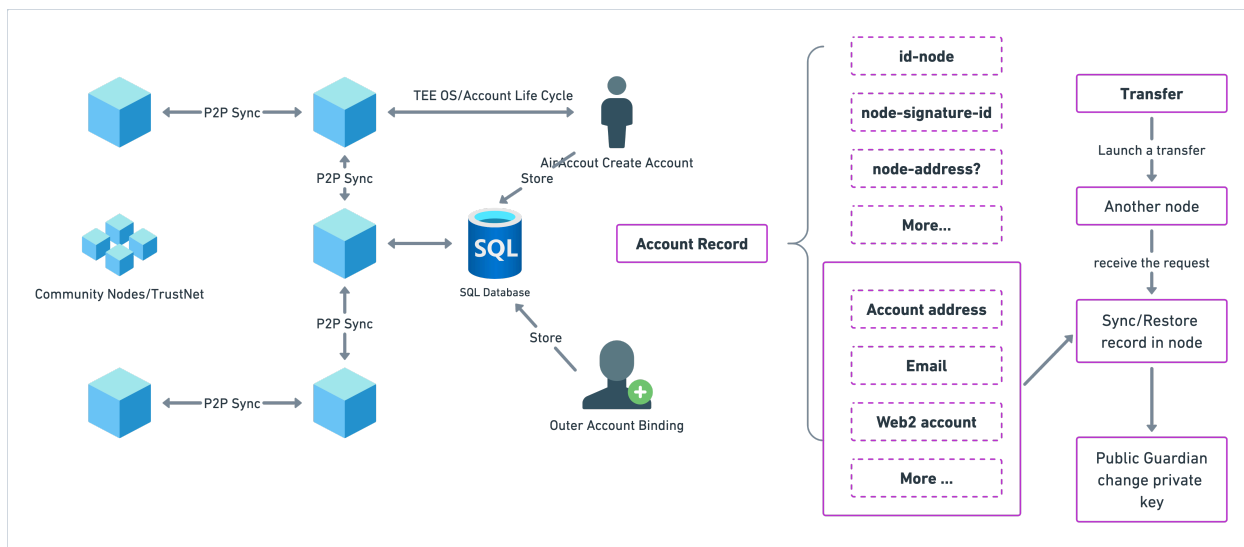 P2P Sync
TEE OS/Account Life Cycle
AirAccout Create Account
P2P Sync
Store
SQL
SQL Database
Community Nodes/TrustNet
P2P Sync
Store
P2P Sync
Outer Account Binding
Account Record
id-node
node-signature-id
node-address?
More...
Account address
Email
Web2 account
More ...
Transfer
Launch a transfer
Another node
receive the request
Sync/Restore
record in node
Public Guardian
change private
key